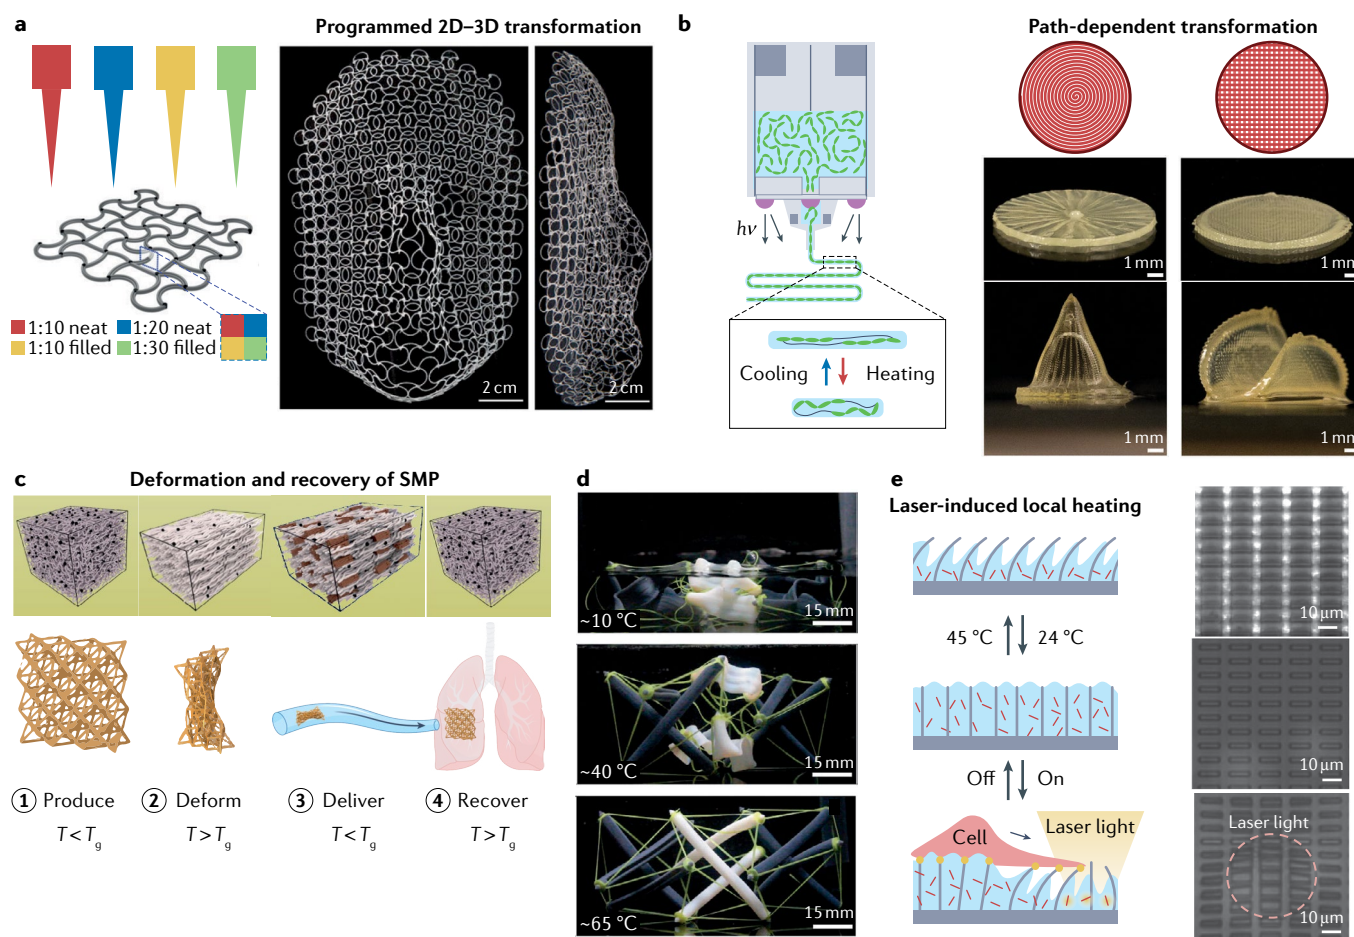 a
Programmed 2D–3D transformation
1:10 neat
1:20 neat
1:10 filled
1:30 filled
2 cm
2 cm
b
Path-dependent transformation
hν
Cooling
Heating
1 mm
1 mm
1 mm
1 mm
c
Deformation and recovery of SMP
1 Produce
2 Deform
3 Deliver
4 Recover
T < Tg
T > Tg
T < Tg
T > Tg
d
~10 °C
15 mm
~40 °C
15 mm
~65 °C
15 mm
e
Laser-induced local heating
45 °C
24 °C
Off
On
Cell
Laser light
10 µm
10 µm
Laser light
10 µm